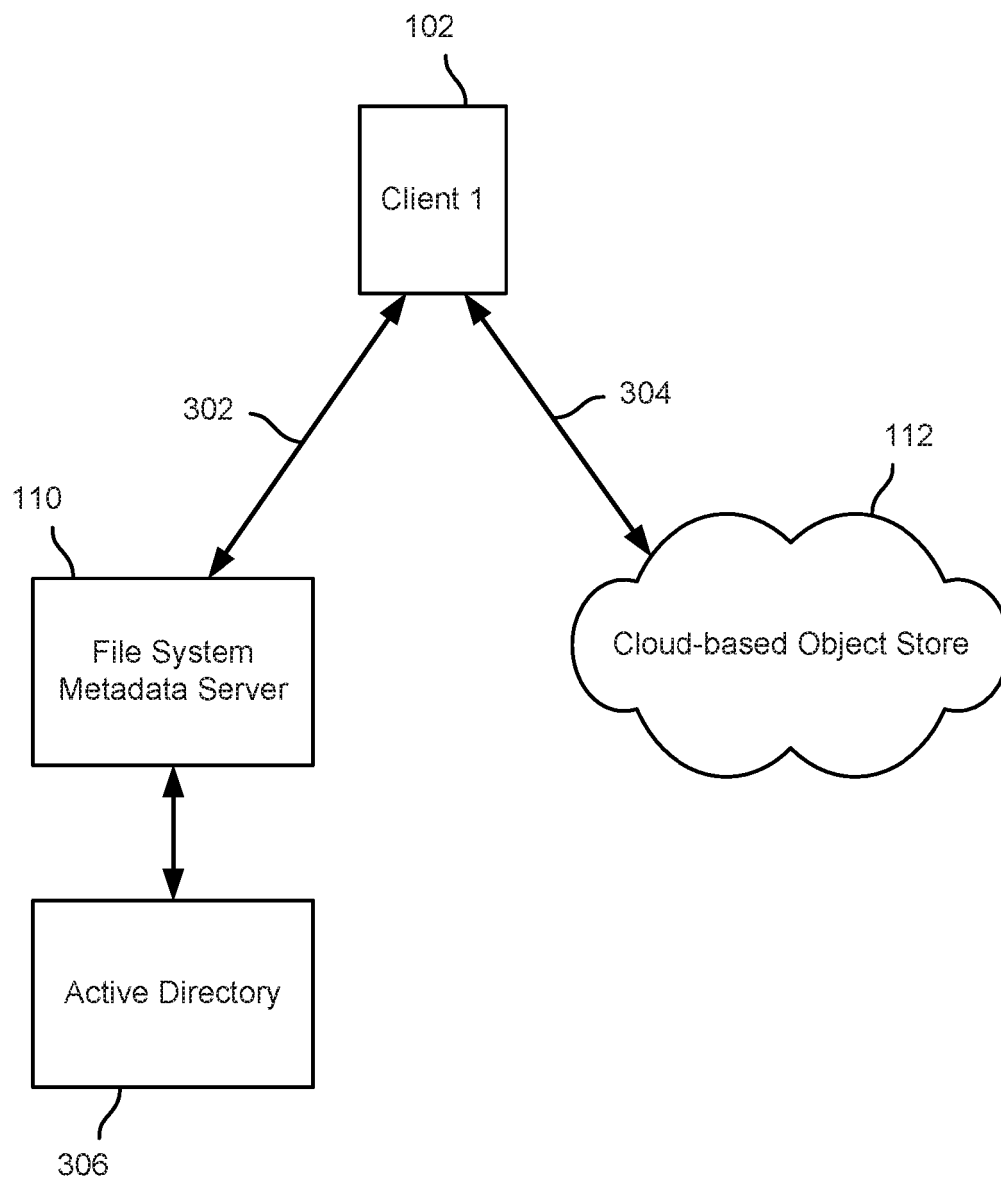 102
Client 1
302
304
110
112
File System
Metadata Server
Cloud-based Object Store
Active Directory
306